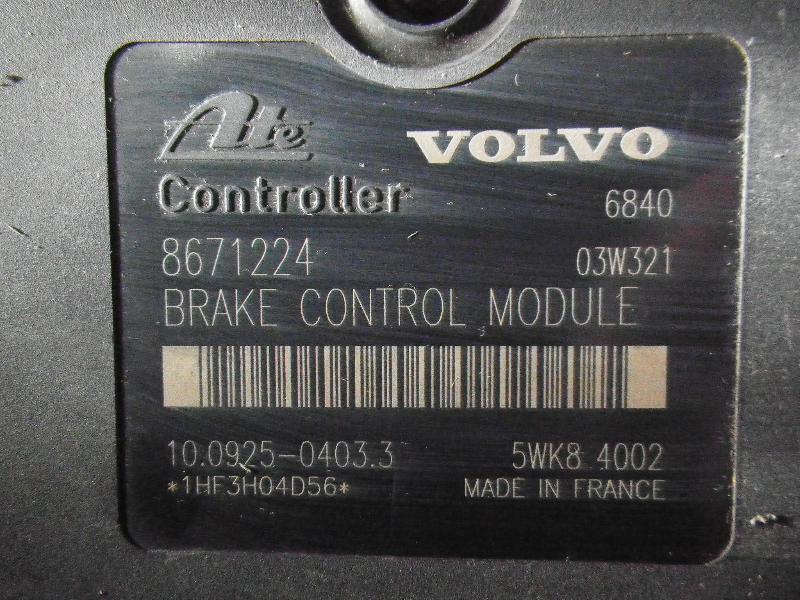 Ate VOLVO
Controller 6840
8671224 03W321
BRAKE CONTROL MODULE
10.0925-0403.3 5WK8 4002
*1HF3H04D56* MADE IN FRANCE